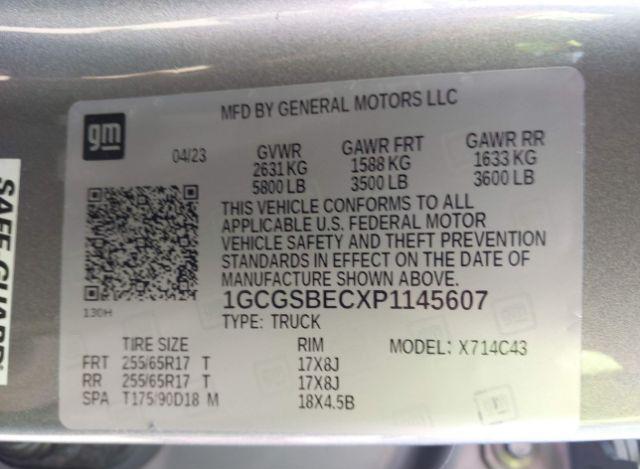 MFD BY GENERAL MOTORS LLC
gm
04/23
GVWR GAWR FRT GAWR RR
2631 KG 1588 KG 1633 KG
5800 LB 3500 LB 3600 LB
THIS VEHICLE CONFORMS TO ALL
APPLICABLE U.S. FEDERAL MOTOR
VEHICLE SAFETY AND THEFT PREVENTION
STANDARDS IN EFFECT ON THE DATE OF
MANUFACTURE SHOWN ABOVE.
1GCGSBECXP1145607
130H
TYPE: TRUCK
TIRE SIZE RIM MODEL: X714C43
FRT 255/65R17 T 17X8J
RR 255/65R17 T 17X8J
SPA T175/90D18 M 18X4.5B